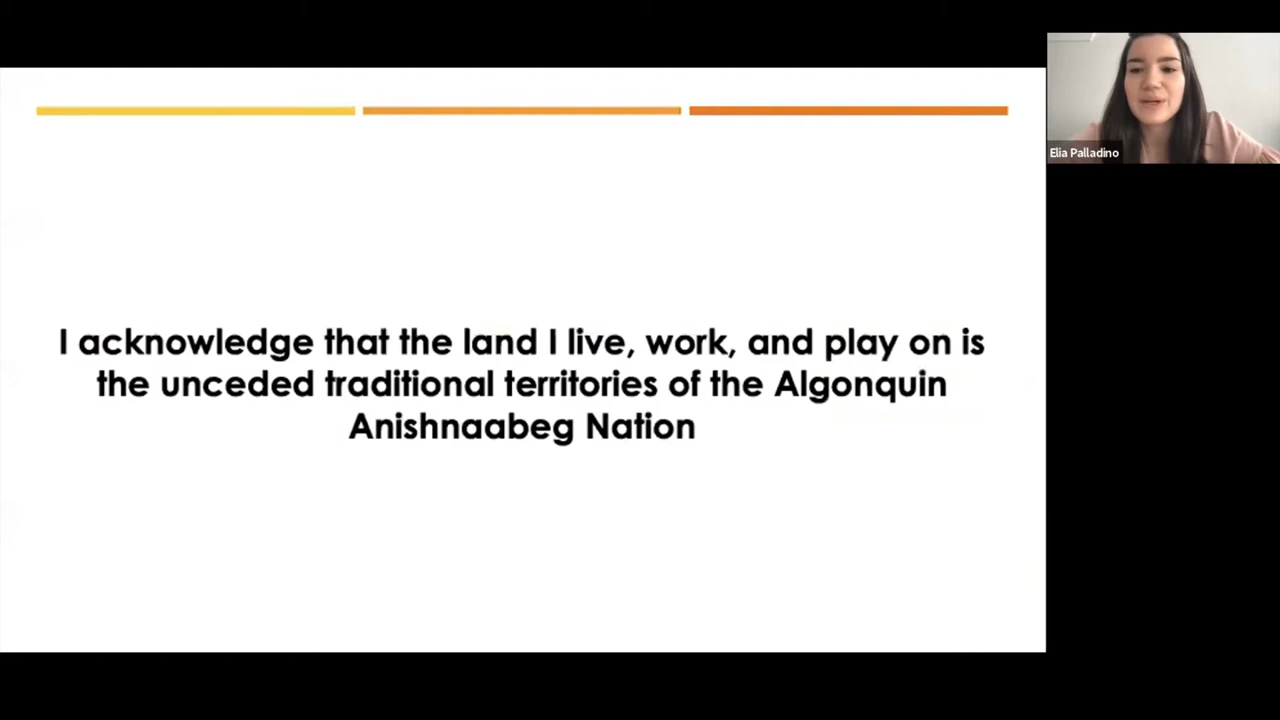 I acknowledge that the land I live, work, and play on is
the unceded traditional territories of the Algonquin
Anishnaabeg Nation
Elia Palladino